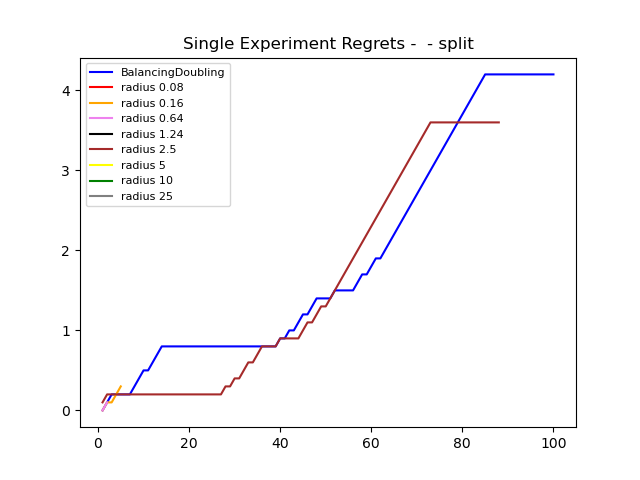 Single Experiment Regrets -  - split
BalancingDoubling
radius 0.08
radius 0.16
radius 0.64
radius 1.24
radius 2.5
radius 5
radius 10
radius 25
4
3
2
1
0
0 20 40 60 80 100